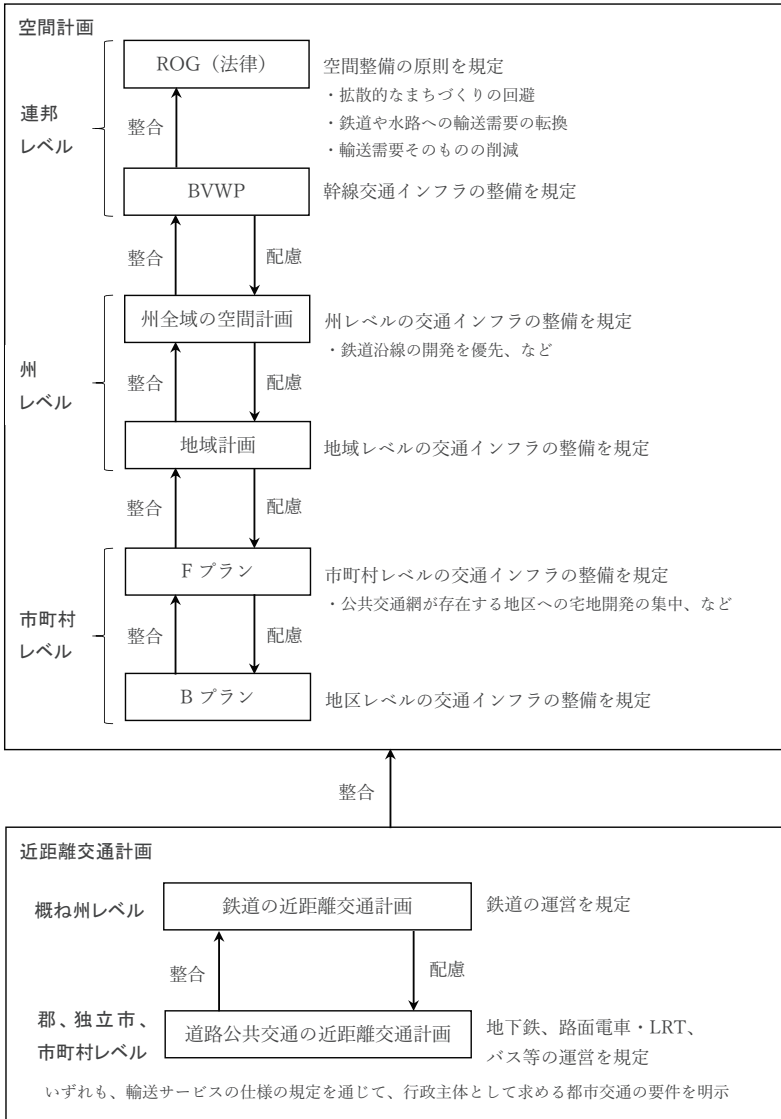 空間計画
ROG（法律）
空間整備の原則を規定
・拡散的なまちづくりの回避
・鉄道や水路への輸送需要の転換
・輸送需要そのものの削減
連邦
レベル
整合
BVWP
幹線交通インフラの整備を規定
整合
配慮
州全域の空間計画
州レベルの交通インフラの整備を規定
・鉄道沿線の開発を優先、など
州
レベル
整合
配慮
地域計画
地域レベルの交通インフラの整備を規定
整合
配慮
F プラン
市町村レベルの交通インフラの整備を規定
・公共交通網が存在する地区への宅地開発の集中、など
市町村
レベル
整合
配慮
B プラン
地区レベルの交通インフラの整備を規定
整合
近距離交通計画
概ね州レベル
鉄道の近距離交通計画
鉄道の運営を規定
整合
配慮
郡、独立市、
市町村レベル
道路公共交通の近距離交通計画
地下鉄、路面電車・LRT、
バス等の運営を規定
いずれも、輸送サービスの仕様の規定を通じて、行政主体として求める都市交通の要件を明示